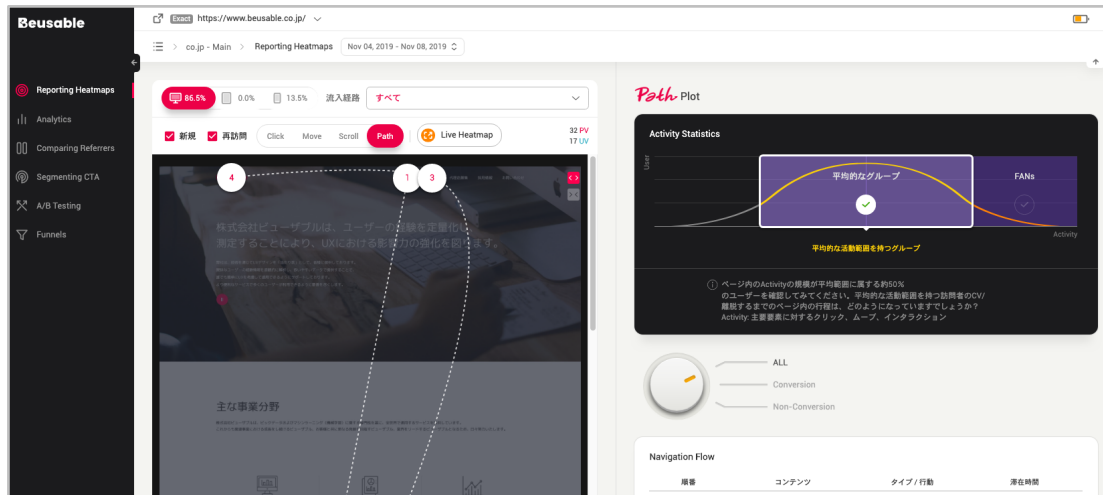 Beusable
Exact https://www.beusable.co.jp/
co.jp - Main > Reporting Heatmaps Nov 04, 2019 - Nov 08, 2019
Reporting Heatmaps
Analytics
Comparing Referrers
Segmenting CTA
A/B Testing
Funnels
86.5% 0.0% 13.5% 流入経路 すべて
新規 再訪問 Click Move Scroll Path Live Heatmap 32 PV
17 UV
4 1 3
株式会社ビューザブルは、ユーザーの経験を定量化し、
測定することにより、UXにおける影響力の強化を図ります。
主な事業分野
Path Plot
Activity Statistics
User
平均的なグループ FANs
Activity
平均的な活動範囲を持つグループ
ページ内のActivityの規模が平均範囲に属する約50%
のユーザーを確認してみてください。平均的な活動範囲を持つ訪問者のCV/
離脱するまでのページ内の行程は、どのようになっていますでしょうか？
Activity: 主要要素に対するクリック、ムーブ、インタラクション
ALL
Conversion
Non-Conversion
Navigation Flow
順番 コンテンツ タイプ / 行動 滞在時間